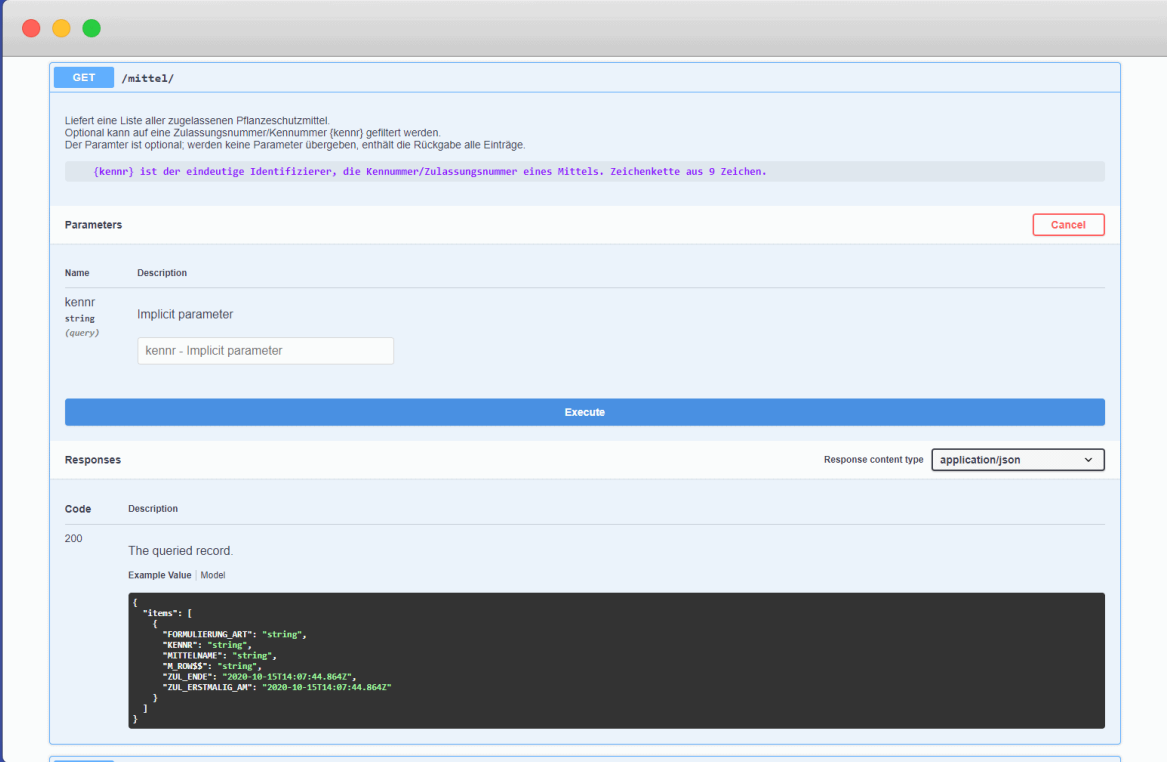 GET /mittel/
Liefert eine Liste aller zugelassenen Pflanzeschutzmittel.
Optional kann auf eine Zulassungsnummer/Kennummer {kennr} gefiltert werden.
Der Paramter ist optional; werden keine Parameter übergeben, enthält die Rückgabe alle Einträge.
{kennr} ist der eindeutige Identifizierer, die Kennummer/Zulassungsnummer eines Mittels. Zeichenkette aus 9 Zeichen.
Parameters Cancel
Name Description
kennr
string
(query)
Implicit parameter
kennr - Implicit parameter
Execute
Responses Response content type application/json
Code Description
200
The queried record.
Example Value | Model
{
"items": [
{
"FORMULIERUNG_ART": "string",
"KENNR": "string",
"MITTELNAME": "string",
"M_ROW$$": "string",
"ZUL_ENDE": "2020-10-15T14:07:44.864Z",
"ZUL_ERSTMALIG_AM": "2020-10-15T14:07:44.864Z"
}
]
}